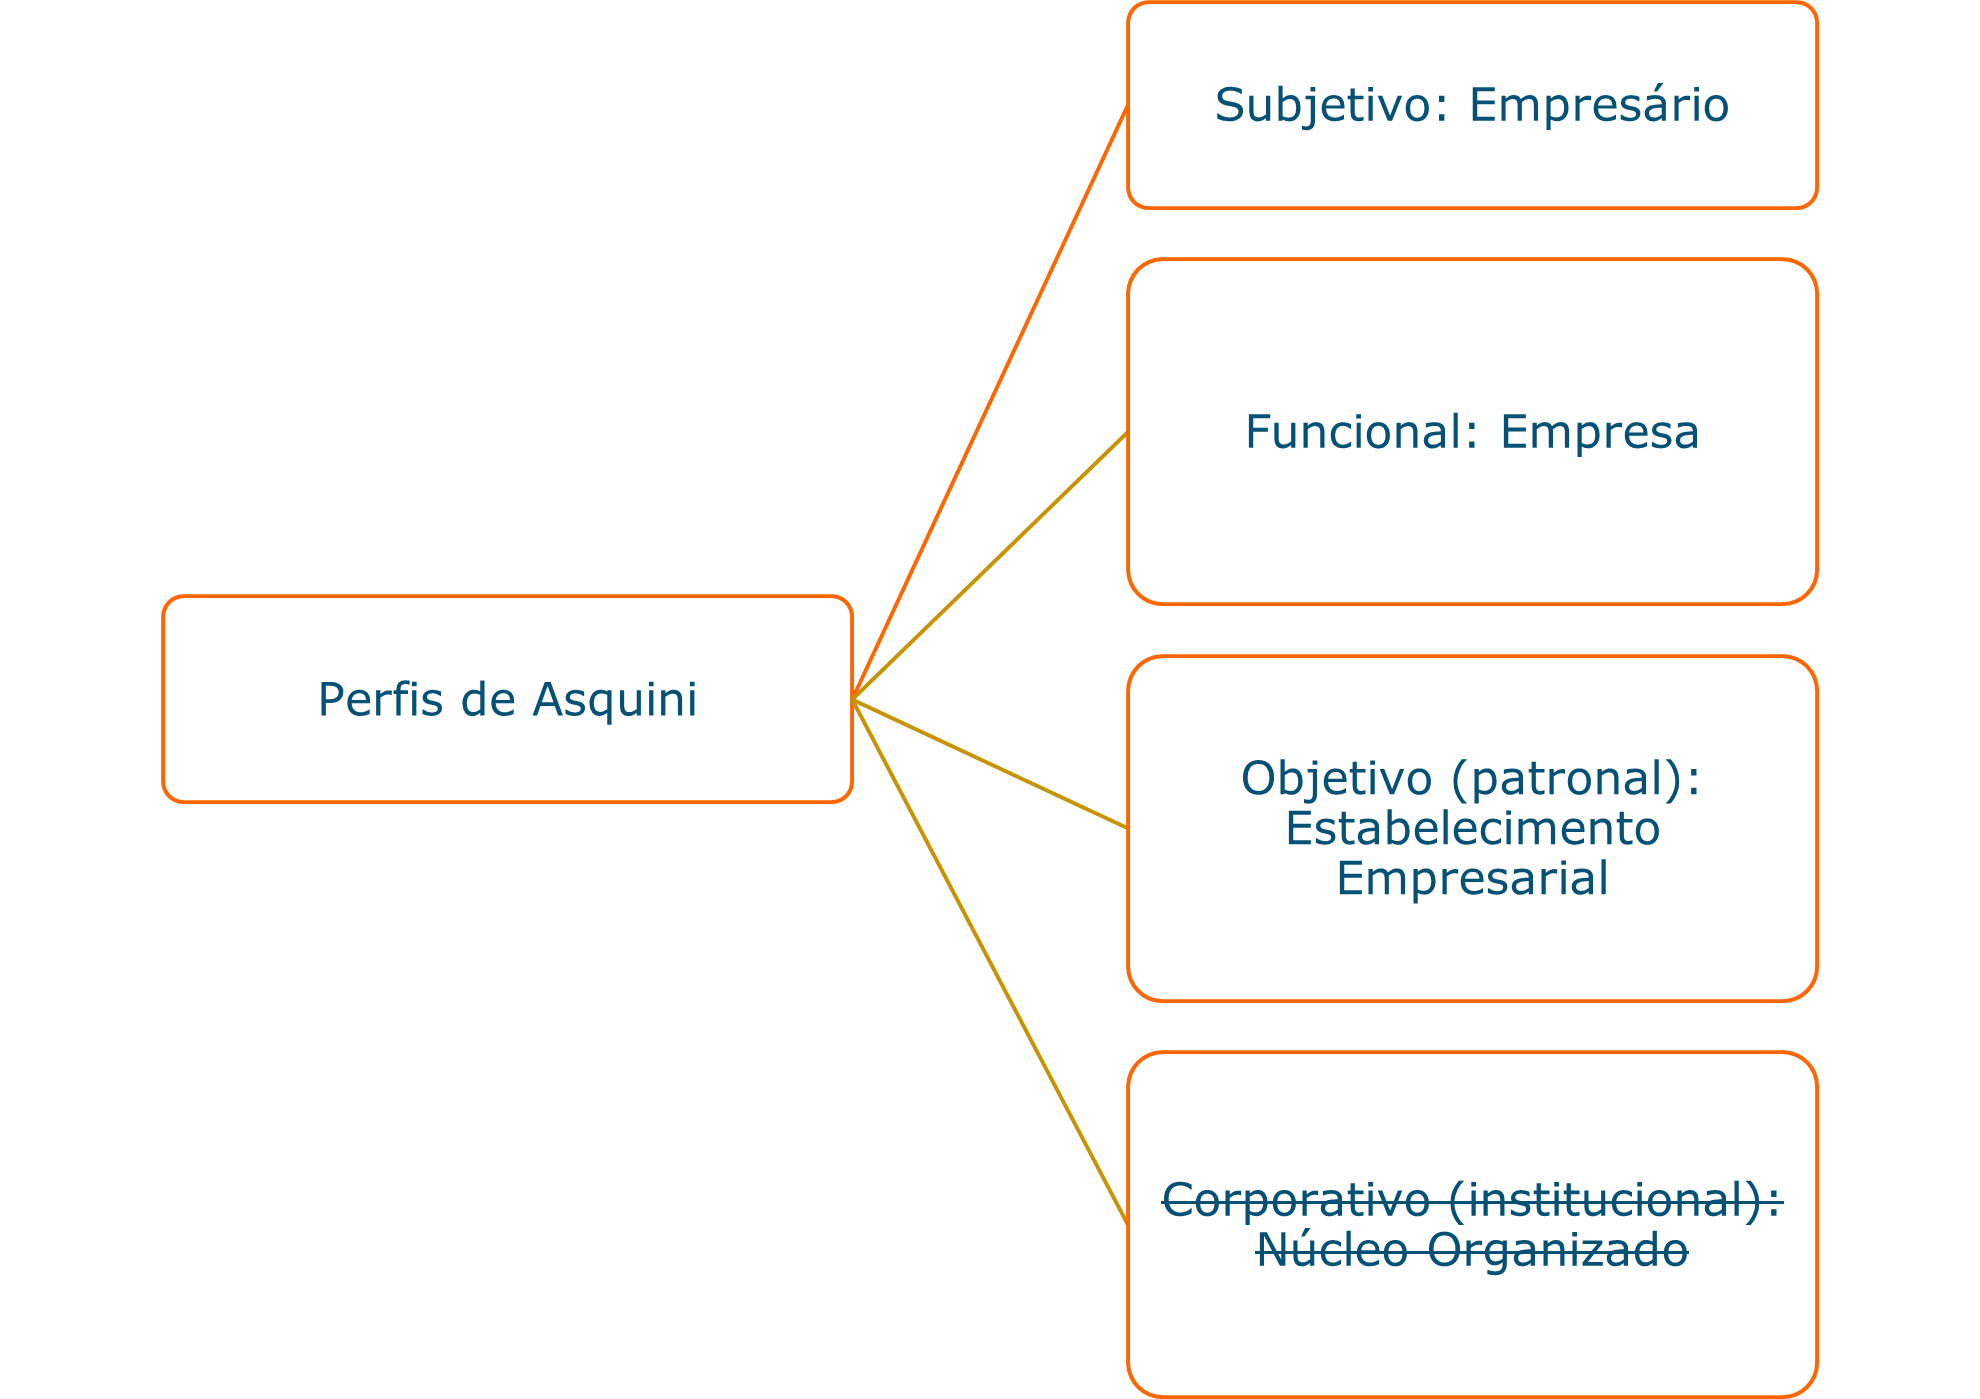 Subjetivo: Empresário
Funcional: Empresa
Perfis de Asquini
Objetivo (patronal):
Estabelecimento
Empresarial
Corporativo (institucional):
Núcleo Organizado